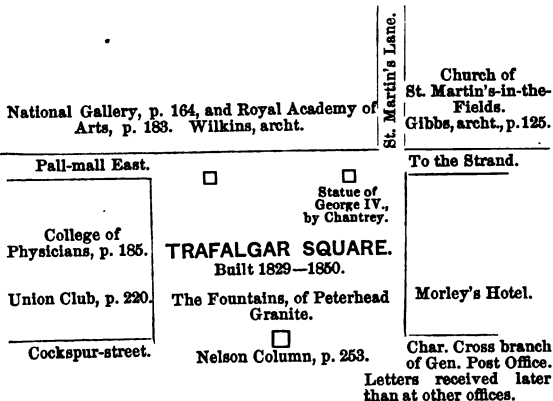 St. Martin's Lane.
National Gallery, p. 164, and Royal Academy of
Arts, p. 183. Wilkins, archt.
Church of
St. Martin's-in-the-
Fields.
Gibbs, archt., p. 125.
Pall-mall East.
To the Strand.
Statue of
George IV.,
by Chantrey.
College of
Physicians, p. 185.
TRAFALGAR SQUARE.
Built 1829—1850.
Union Club, p. 220.
The Fountains, of Peterhead
Granite.
Morley's Hotel.
Cockspur-street.
Nelson Column, p. 253.
Char. Cross branch
of Gen. Post Office.
Letters received later
than at other offices.